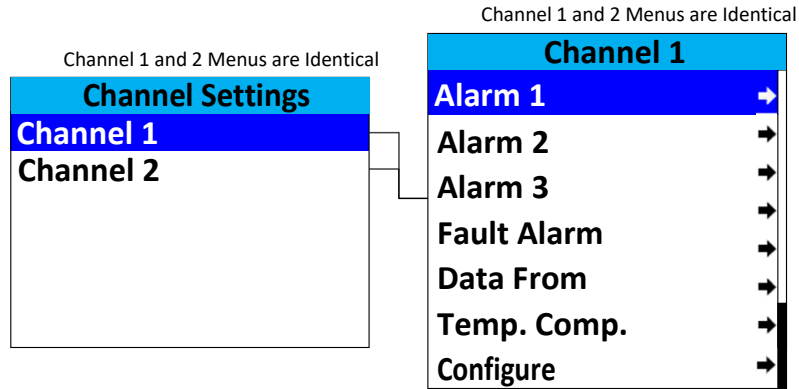 Channel 1 and 2 Menus are Identical
Channel Settings
Channel 1
Channel 2
Channel 1 and 2 Menus are Identical
Channel 1
Alarm 1
Alarm 2
Alarm 3
Fault Alarm
Data From
Temp. Comp.
Configure